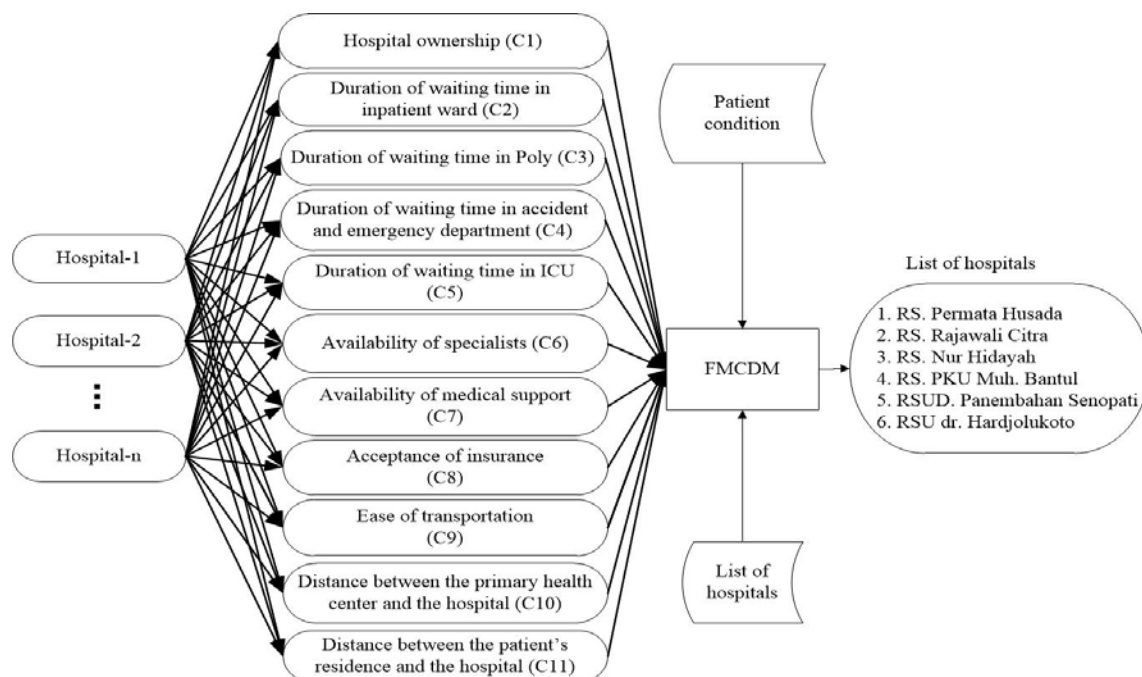 Hospital-1
Hospital-2
Hospital-n
Hospital ownership (C1)
Duration of waiting time in
inpatient ward (C2)
Duration of waiting time in Poly (C3)
Duration of waiting time in accident
and emergency department (C4)
Duration of waiting time in ICU
(C5)
Availability of specialists (C6)
Availability of medical support
(C7)
Acceptance of insurance
(C8)
Ease of transportation
(C9)
Distance between the primary health
center and the hospital (C10)
Distance between the patient’s
residence and the hospital (C11)
Patient
condition
FMCDM
List of
hospitals
List of hospitals
1. RS. Permata Husada
2. RS. Rajawali Citra
3. RS. Nur Hidayah
4. RS. PKU Muh. Bantul
5. RSUD. Panembahan Senopati
6. RSU dr. Hardjolukoto